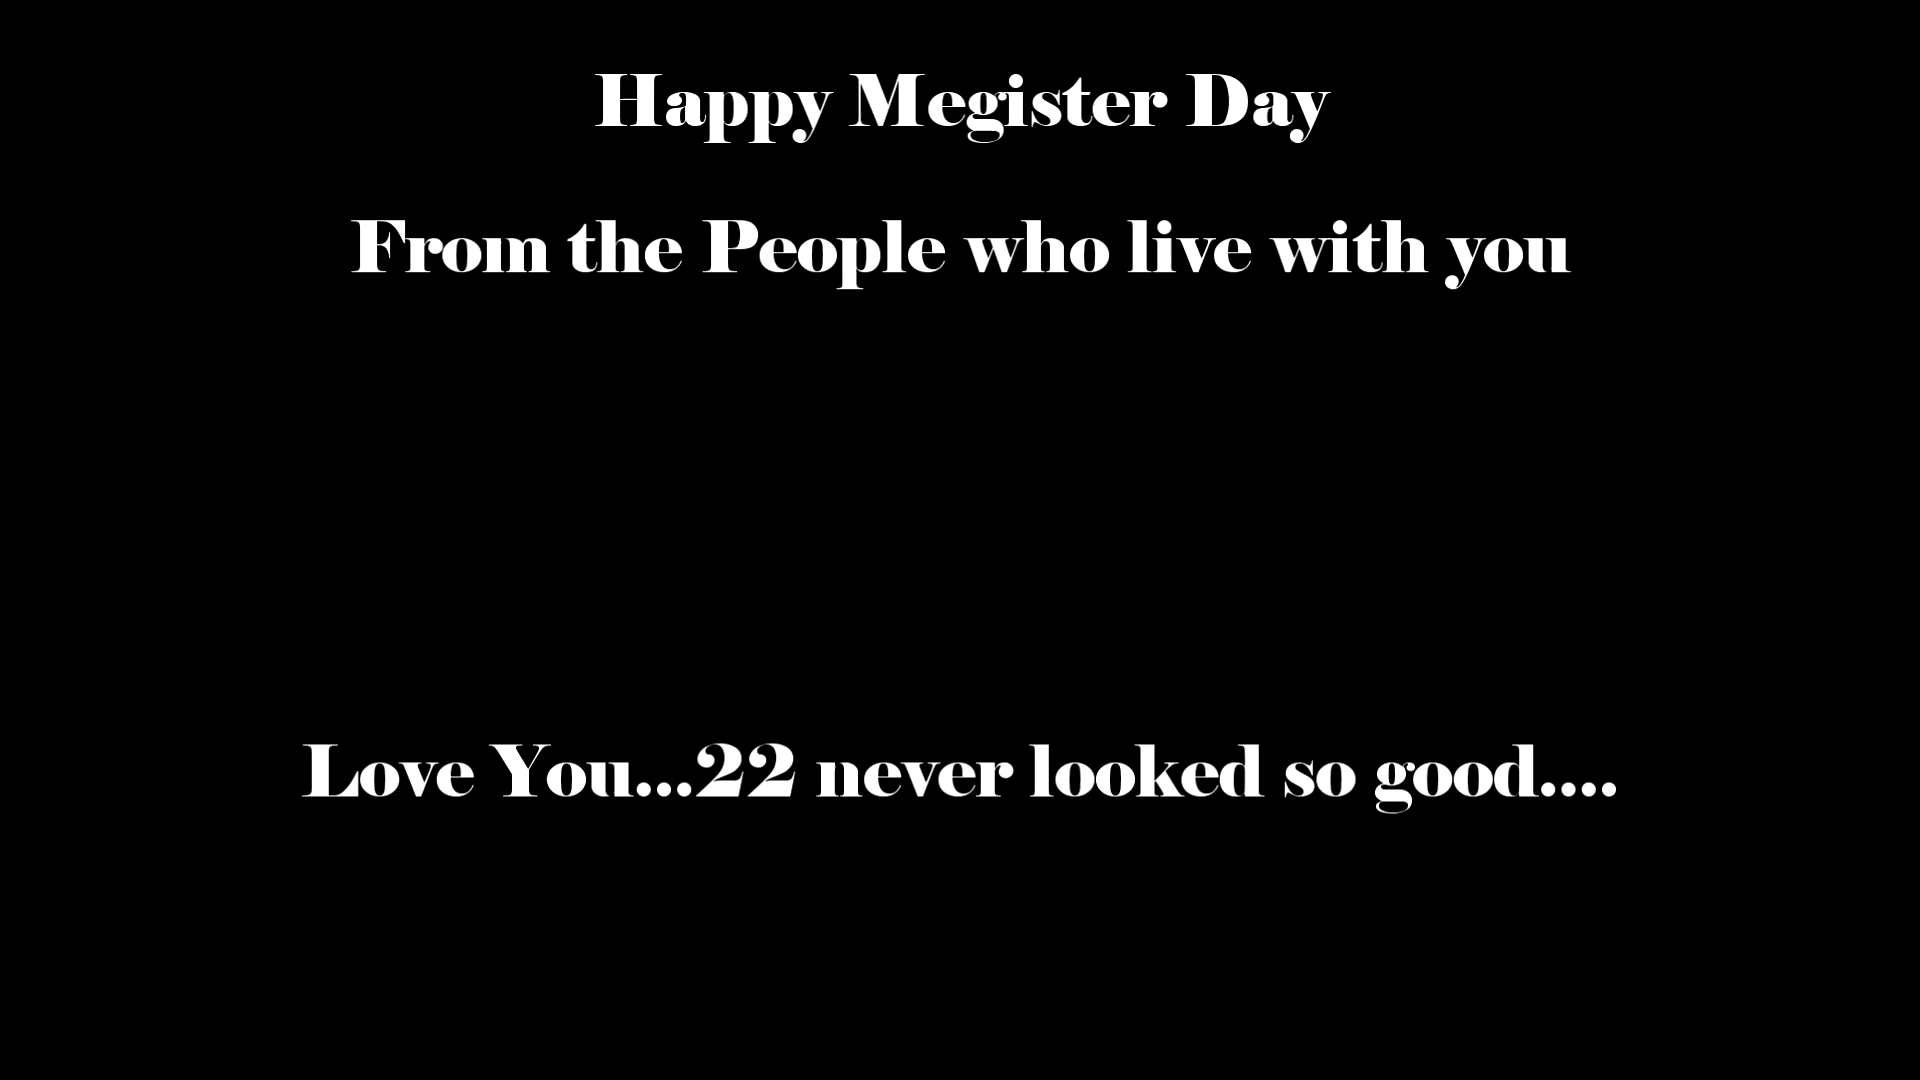 Happy Megister Day
From the People who live with you
Love You...22 never looked so good....